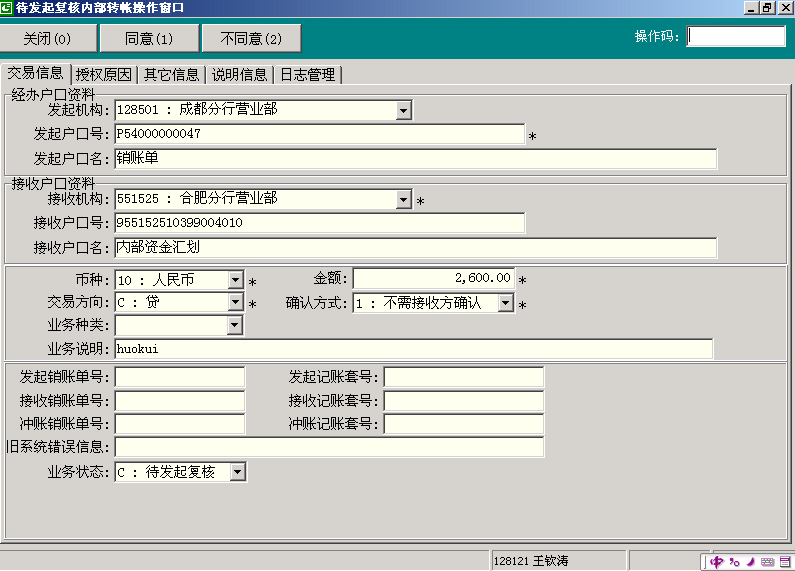 待发起复核内部转帐操作窗口
关闭(0) 同意(1) 不同意(2) 操作码:
交易信息 授权原因 其它信息 说明信息 日志管理
经办户口资料
发起机构: 128501 : 成都分行营业部
发起户口号: P54000000047 *
发起户口名: 销账单
接收户口资料
接收机构: 551525 : 合肥分行营业部 *
接收户口号: 955152510399004010
接收户口名: 内部资金汇划
币种: 10 : 人民币 * 金额: 2,600.00 *
交易方向: C : 贷 * 确认方式: 1 : 不需接收方确认 *
业务种类:
业务说明: huokui
发起销账单号: 发起记账套号:
接收销账单号: 接收记账套号:
冲账销账单号: 冲账记账套号:
旧系统错误信息:
业务状态: C : 待发起复核
128121 王钦涛
中